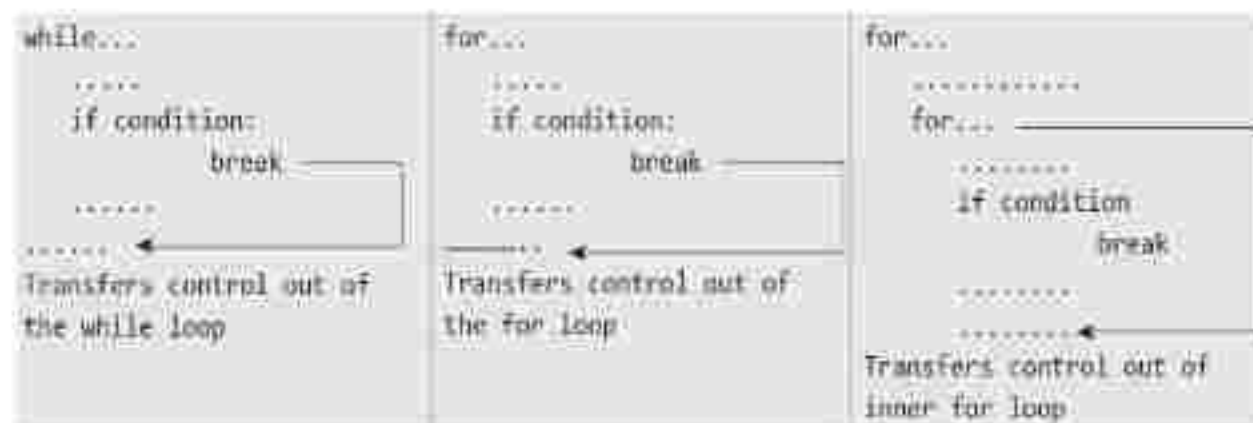 while...
.....
if condition:
break
......
......
Transfers control out of
the while loop
for...
.....
if condition:
break
......
.......
Transfers control out of
the for loop
for...
............
for...
........
if condition
break
........
........
Transfers control out of
inner for loop